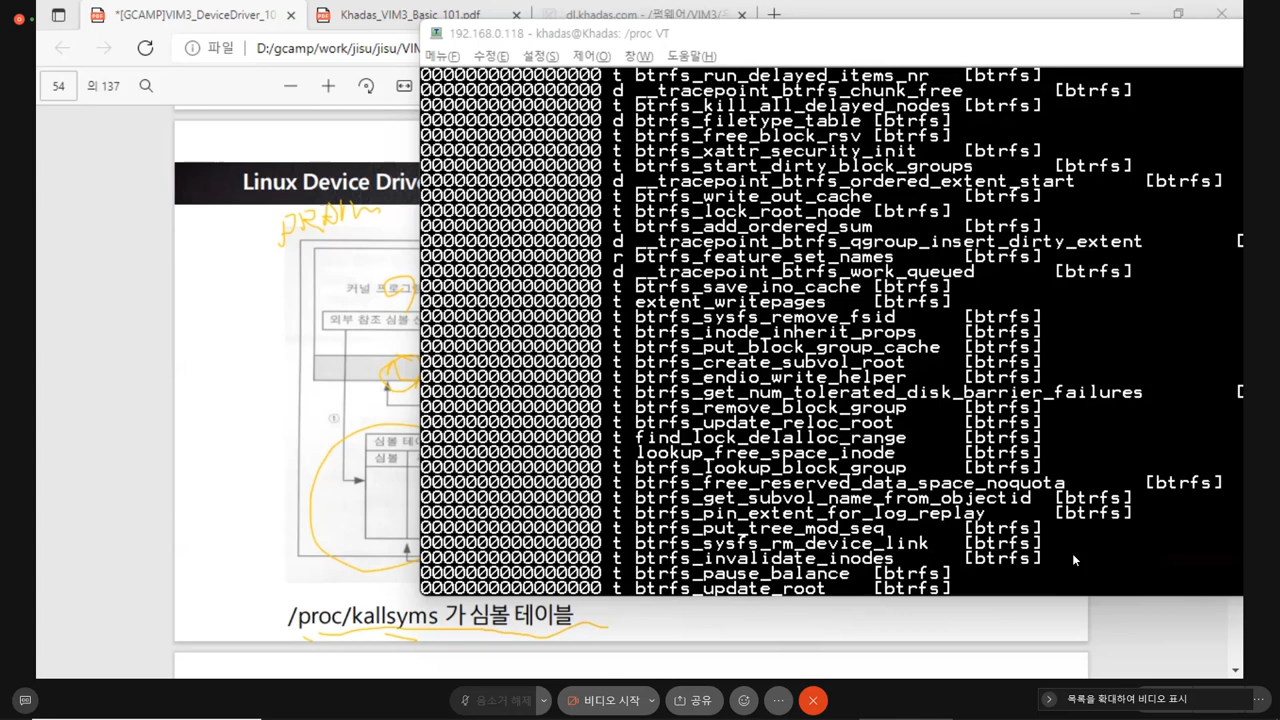 *[GCAMP]VIM3_DeviceDriver_10
Khadas_VIM3_Basic_101.pdf
192.168.0.118 - khadas@Khadas: /proc VT
파일
D:/gcamp/work/jisu/jisu/VIM
메뉴(F) 수정(E) 설정(S) 제어(O) 창(W) 도움말(H)
54 의 137
0000000000000000 t btrfs_run_delayed_items_nr [btrfs]
0000000000000000 d __tracepoint_btrfs_chunk_free [btrfs]
0000000000000000 t btrfs_kill_all_delayed_nodes [btrfs]
0000000000000000 d btrfs_filetype_table [btrfs]
0000000000000000 t btrfs_free_block_rsv [btrfs]
0000000000000000 t btrfs_xattr_security_init [btrfs]
0000000000000000 t btrfs_start_dirty_block_groups [btrfs]
0000000000000000 d __tracepoint_btrfs_ordered_extent_start [btrfs]
0000000000000000 t btrfs_write_out_cache [btrfs]
0000000000000000 t btrfs_lock_root_node [btrfs]
0000000000000000 t btrfs_add_ordered_sum [btrfs]
0000000000000000 d __tracepoint_btrfs_qgroup_insert_dirty_extent [
0000000000000000 r btrfs_feature_set_names [btrfs]
0000000000000000 d __tracepoint_btrfs_work_queued [btrfs]
0000000000000000 t btrfs_save_ino_cache [btrfs]
0000000000000000 t extent_writepages [btrfs]
0000000000000000 t btrfs_sysfs_remove_fsid [btrfs]
0000000000000000 t btrfs_inode_inherit_props [btrfs]
0000000000000000 t btrfs_put_block_group_cache [btrfs]
0000000000000000 t btrfs_create_subvol_root [btrfs]
0000000000000000 t btrfs_endio_write_helper [btrfs]
0000000000000000 t btrfs_get_num_tolerated_disk_barrier_failures [
0000000000000000 t btrfs_remove_block_group [btrfs]
0000000000000000 t btrfs_update_reloc_root [btrfs]
0000000000000000 t find_lock_delalloc_range [btrfs]
0000000000000000 t lookup_free_space_inode [btrfs]
0000000000000000 t btrfs_lookup_block_group [btrfs]
0000000000000000 t btrfs_free_reserved_data_space_noquota [btrfs]
0000000000000000 t btrfs_get_subvol_name_from_objectid [btrfs]
0000000000000000 t btrfs_pin_extent_for_log_replay [btrfs]
0000000000000000 t btrfs_put_tree_mod_seq [btrfs]
0000000000000000 t btrfs_sysfs_rm_device_link [btrfs]
0000000000000000 t btrfs_invalidate_inodes [btrfs]
0000000000000000 t btrfs_pause_balance [btrfs]
0000000000000000 t btrfs_update_root [btrfs]
Linux Device Drive
커널 프로그램
외부 참조 심볼
①
심볼 테이
심볼
/proc/kallsyms 가 심볼 테이블
음소거 해제
비디오 시작
공유
목록을 확대하여 비디오 표시